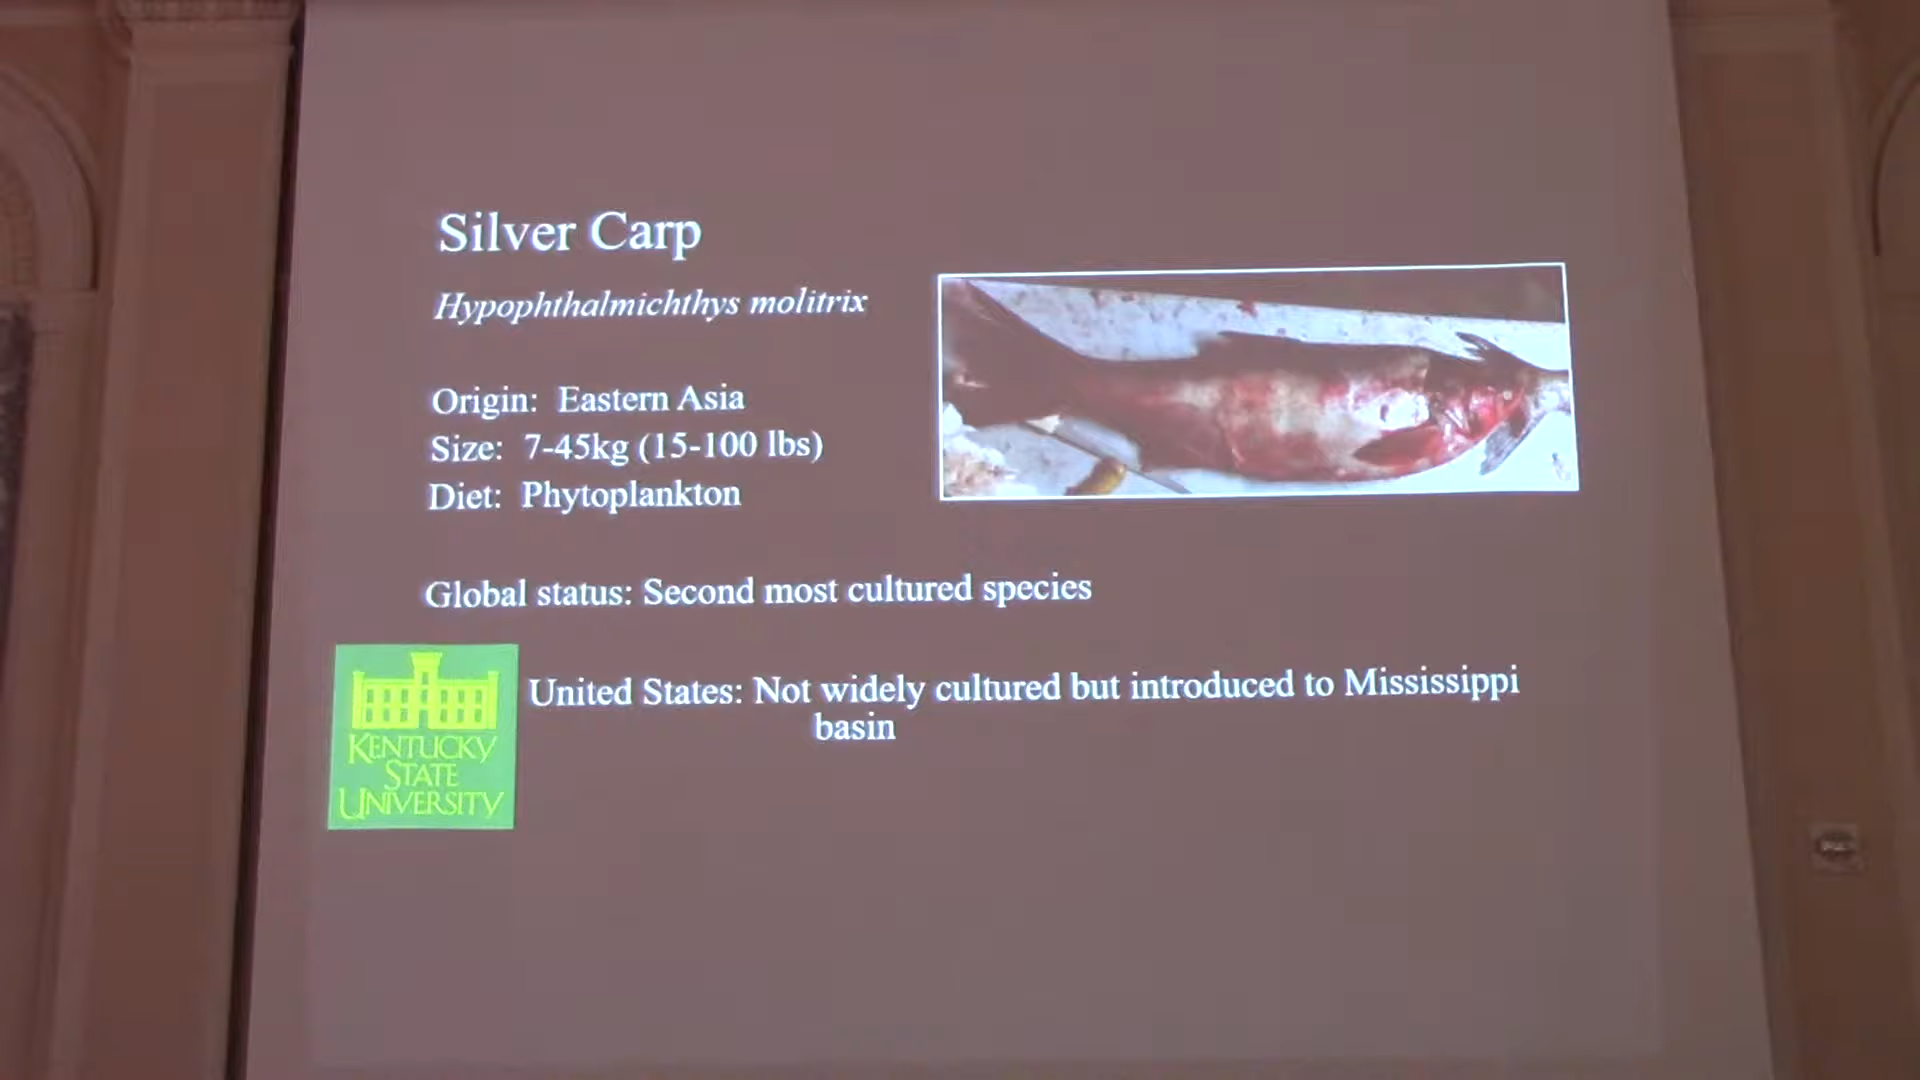 Silver Carp
Hypophthalmichthys molitrix
Origin: Eastern Asia
Size: 7-45kg (15-100 lbs)
Diet: Phytoplankton
Global status: Second most cultured species
United States: Not widely cultured but introduced to Mississippi
basin
KENTUCKY
STATE
UNIVERSITY